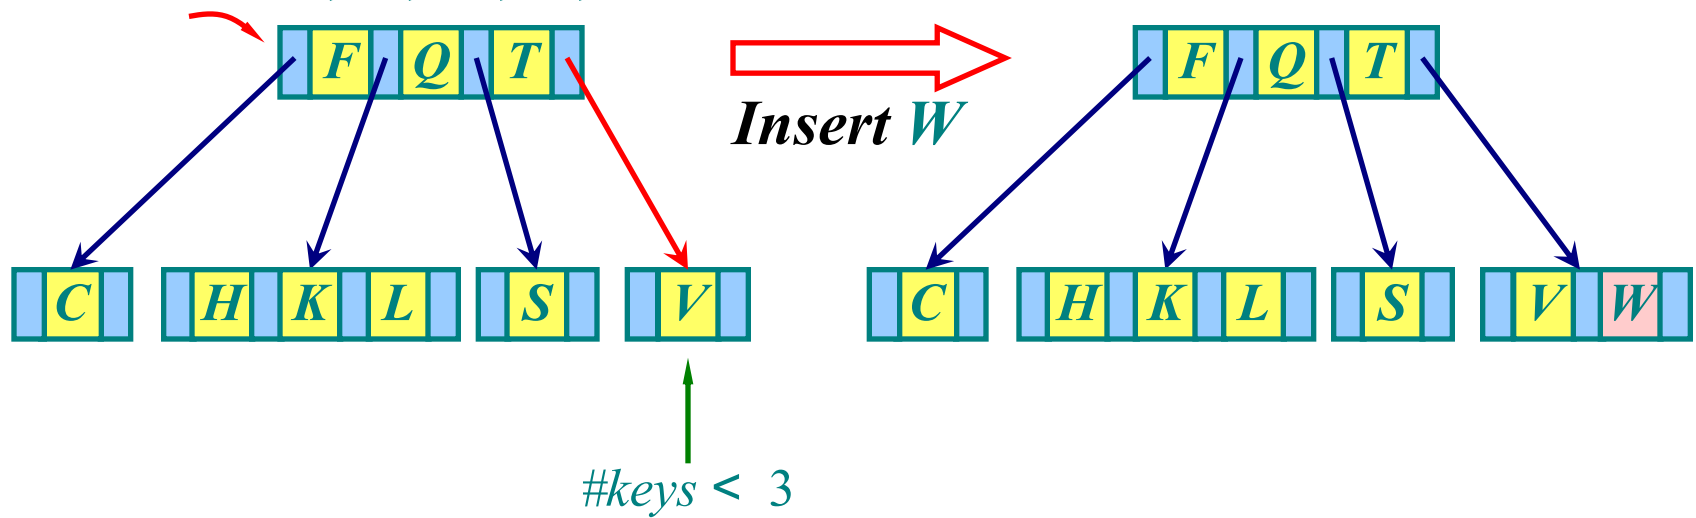 F Q T
F Q T
Insert W
C H K L S V
C H K L S V W
#keys < 3